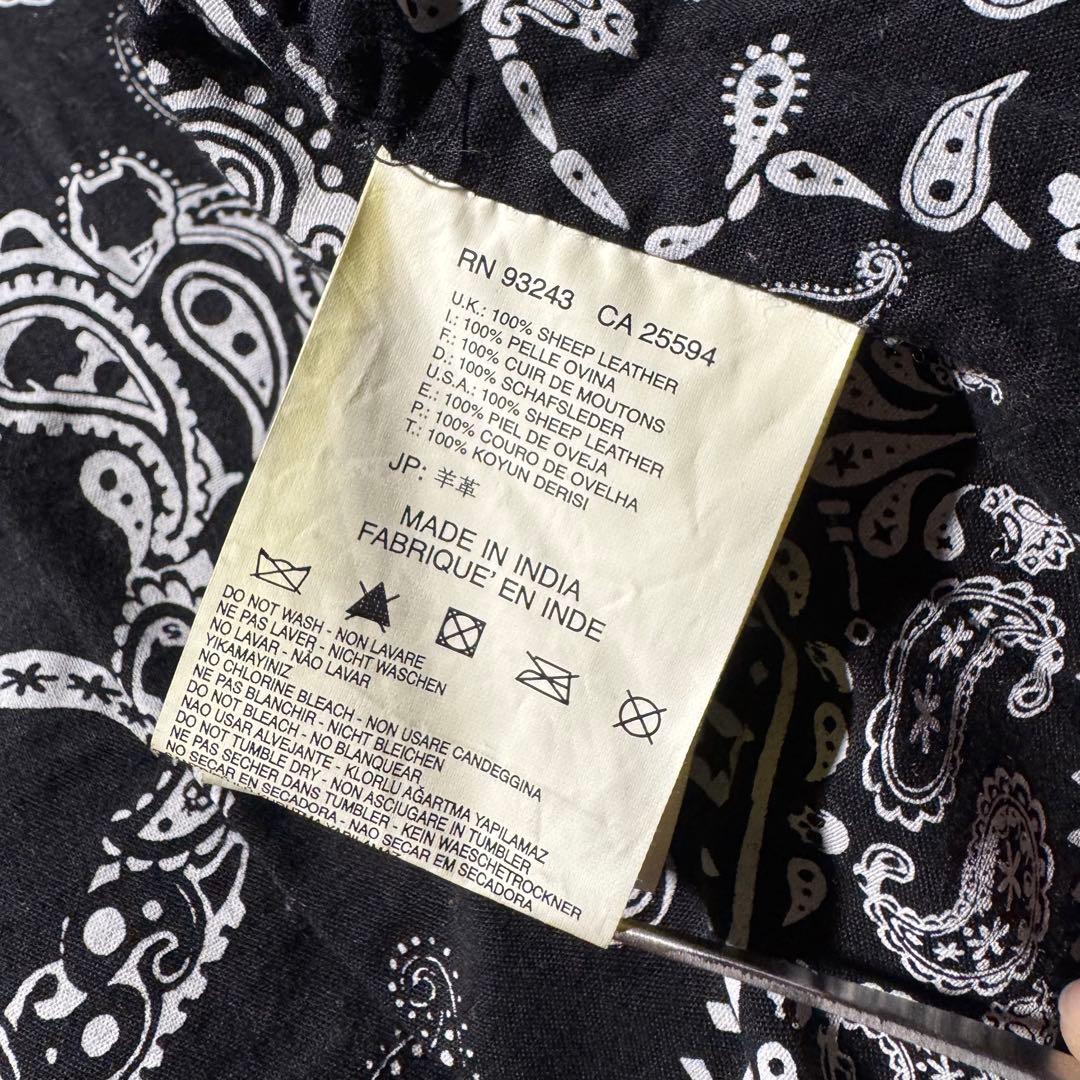 RN 93243 CA 25594
U.K.: 100% SHEEP LEATHER
I.: 100% PELLE OVINA
F.: 100% CUIR DE MOUTONS
D.: 100% SCHAFSLEDER
U.S.A.: 100% SHEEP LEATHER
E.: 100% PIEL DE OVEJA
P.: 100% COURO DE OVELHA
T.: 100% KOYUN DERISI
JP: 羊革
MADE IN INDIA
FABRIQUE' EN INDE
DO NOT WASH - NON LAVARE
NE PAS LAVER - NICHT WASCHEN
NO LAVAR - NÃO LAVAR
YIKAMAYINIZ
NO CHLORINE BLEACH - NON USARE CANDEGGINA
NE PAS BLANCHIR - NICHT BLEICHEN
DO NOT BLEACH - NO BLANQUEAR
NAO USAR ALVEJANTE - KLORLU AĞARTMA YAPILAMAZ
DO NOT TUMBLE DRY - NON ASCIUGARE IN TUMBLER
NE PAS SECHER DANS TUMBLER - KEIN WAESCHETROCKNER
NO SECAR EN SECADORA - NAO SECAR EM SECADORA